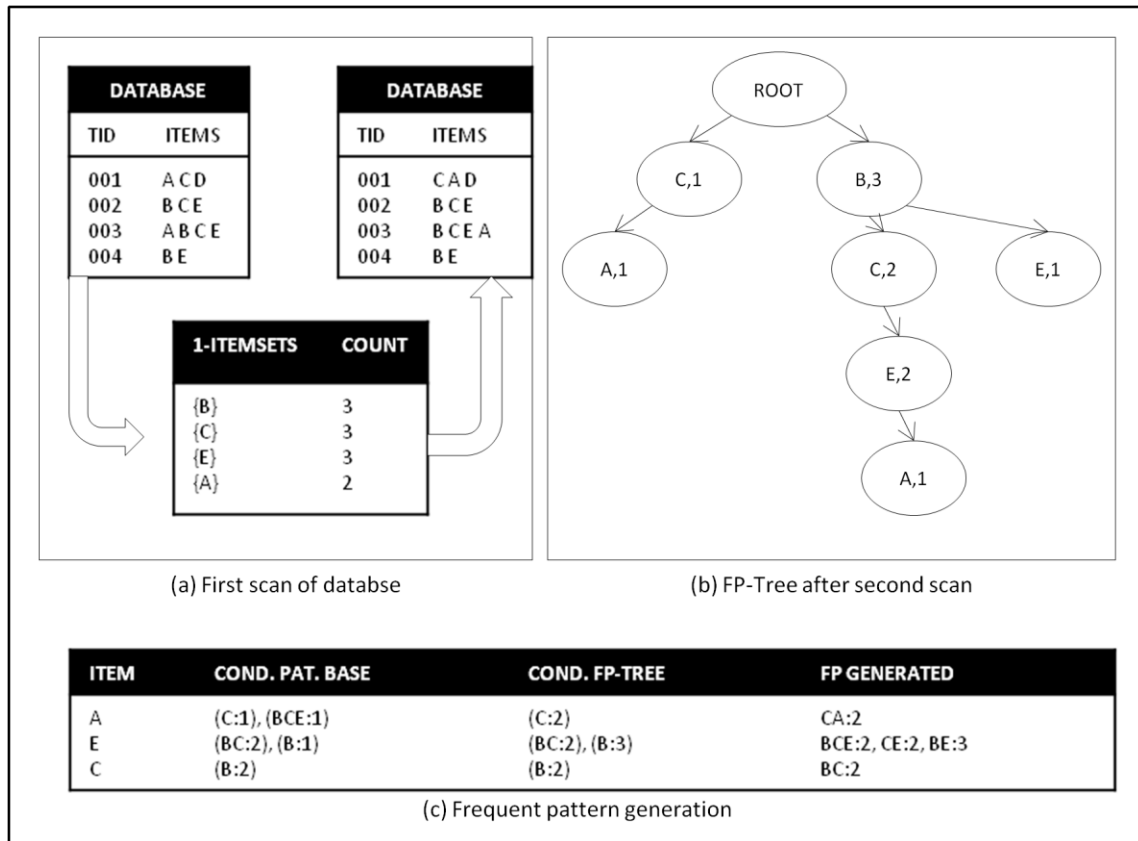 DATABASE
TID ITEMS
001 A C D
002 B C E
003 A B C E
004 B E
DATABASE
TID ITEMS
001 C A D
002 B C E
003 B C E A
004 B E
1-ITEMSETS COUNT
{B} 3
{C} 3
{E} 3
{A} 2
(a) First scan of databse
ROOT
C,1
B,3
A,1
C,2
E,1
E,2
A,1
(b) FP-Tree after second scan
ITEM COND. PAT. BASE COND. FP-TREE FP GENERATED
A (C:1), (BCE:1) (C:2) CA:2
E (BC:2), (B:1) (BC:2), (B:3) BCE:2, CE:2, BE:3
C (B:2) (B:2) BC:2
(c) Frequent pattern generation